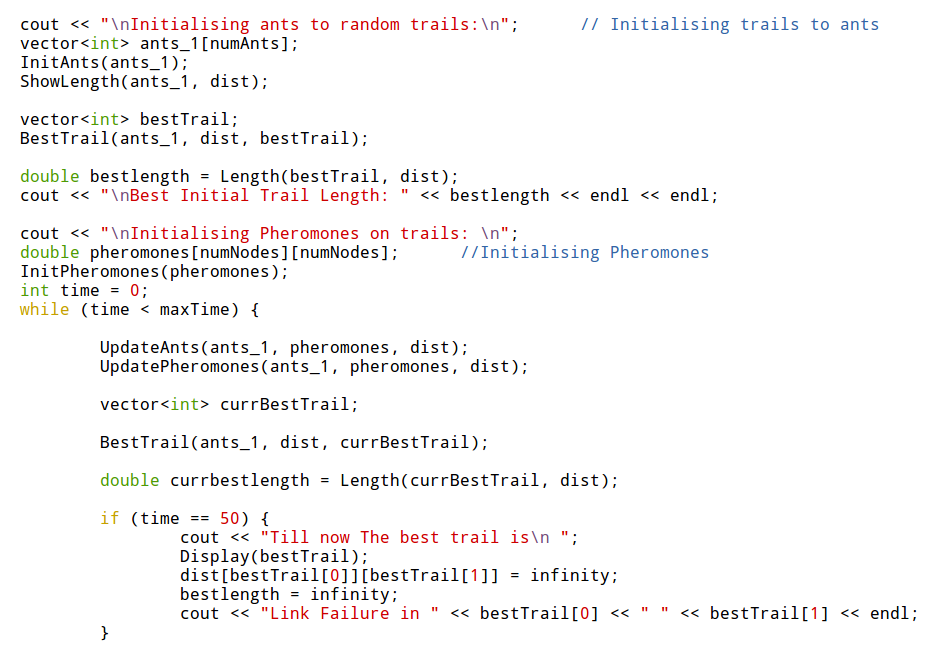 cout << "\nInitialising ants to random trails:\n";      // Initialising trails to ants
vector<int> ants_1[numAnts];
InitAnts(ants_1);
ShowLength(ants_1, dist);

vector<int> bestTrail;
BestTrail(ants_1, dist, bestTrail);

double bestlength = Length(bestTrail, dist);
cout << "\nBest Initial Trail Length: " << bestlength << endl << endl;

cout << "\nInitialising Pheromones on trails: \n";
double pheromones[numNodes][numNodes];      //Initialising Pheromones
InitPheromones(pheromones);
int time = 0;
while (time < maxTime) {

        UpdateAnts(ants_1, pheromones, dist);
        UpdatePheromones(ants_1, pheromones, dist);

        vector<int> currBestTrail;

        BestTrail(ants_1, dist, currBestTrail);

        double currbestlength = Length(currBestTrail, dist);

        if (time == 50) {
                cout << "Till now The best trail is\n ";
                Display(bestTrail);
                dist[bestTrail[0]][bestTrail[1]] = infinity;
                bestlength = infinity;
                cout << "Link Failure in " << bestTrail[0] << " " << bestTrail[1] << endl;
        }